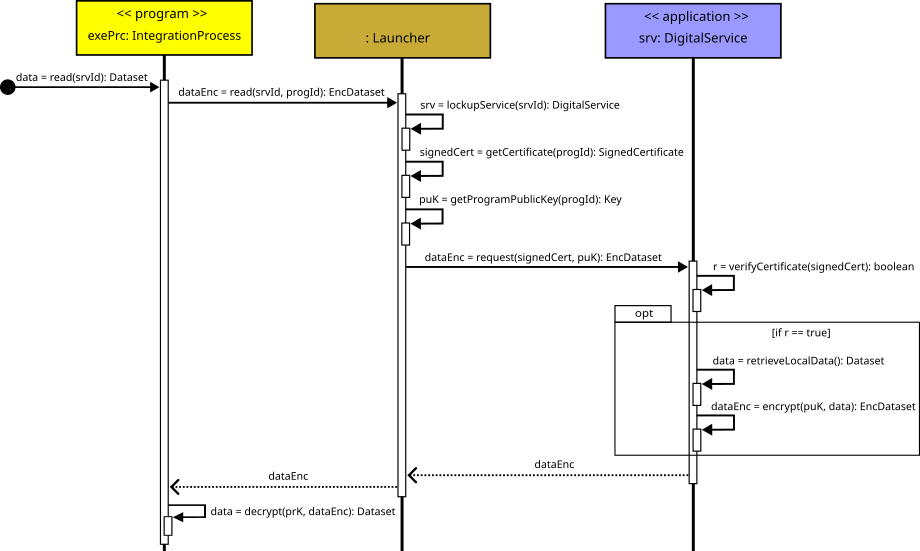 << program >>
exePrc: IntegrationProcess
: Launcher
<< application >>
srv: DigitalService
data = read(srvId): Dataset
dataEnc = read(srvId, progId): EncDataset
srv = lockupService(srvId): DigitalService
signedCert = getCertificate(progId): SignedCertificate
puK = getProgramPublicKey(progId): Key
dataEnc = request(signedCert, puK): EncDataset
r = verifyCertificate(signedCert): boolean
opt
[if r == true]
data = retrieveLocalData(): Dataset
dataEnc = encrypt(puK, data): EncDataset
dataEnc
dataEnc
data = decrypt(prK, dataEnc): Dataset